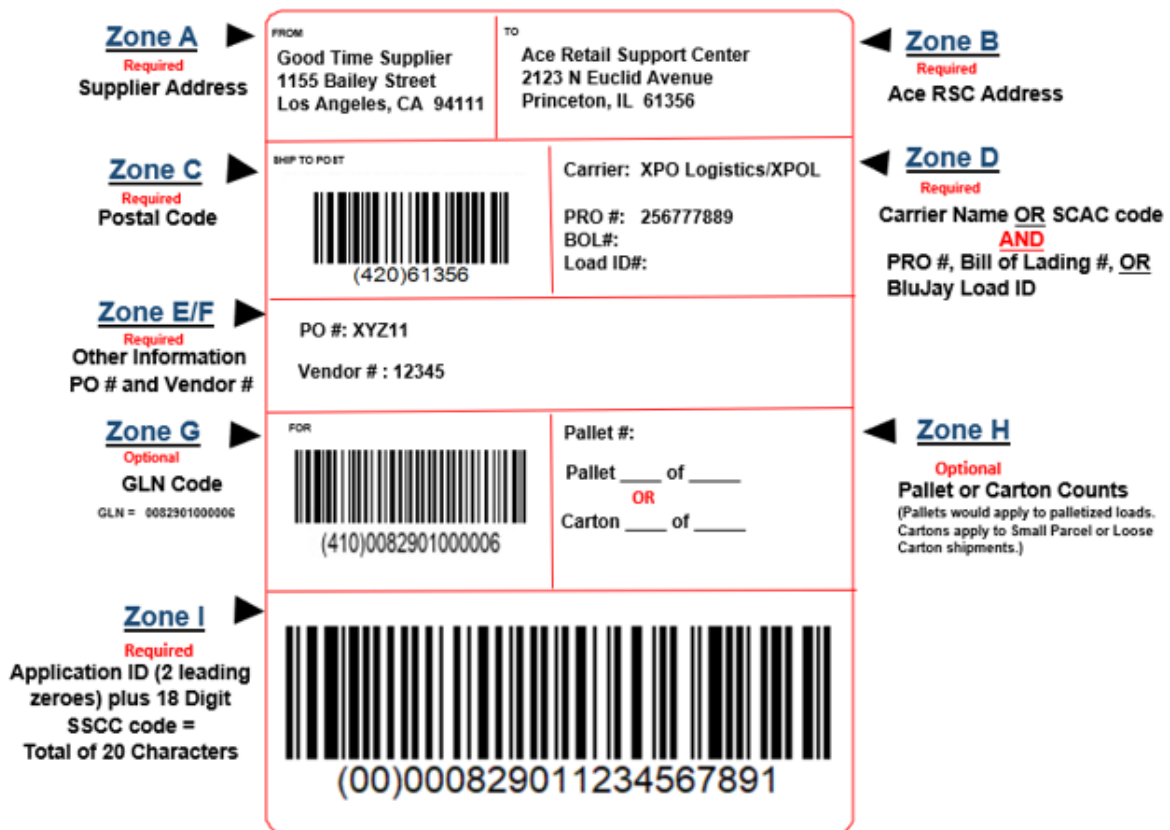 Zone A
Required
Supplier Address
FROM
Good Time Supplier
1155 Bailey Street
Los Angeles, CA 94111
TO
Ace Retail Support Center
2123 N Euclid Avenue
Princeton, IL 61356
Zone B
Required
Ace RSC Address
Zone C
Required
Postal Code
SHIP TO POST
(420)61356
Carrier: XPO Logistics/XPOL
PRO #: 256777889
BOL#:
Load ID#:
Zone D
Required
Carrier Name OR SCAC code
AND
PRO #, Bill of Lading #, OR
BluJay Load ID
Zone E/F
Required
Other Information
PO # and Vendor #
PO #: XYZ11
Vendor # : 12345
Zone G
Optional
GLN Code
GLN = 0082901000006
FOR
(410)0082901000006
Pallet #:
Pallet ____ of _____
OR
Carton ____ of _____
Zone H
Optional
Pallet or Carton Counts
(Pallets would apply to palletized loads.
Cartons apply to Small Parcel or Loose
Carton shipments.)
Zone I
Required
Application ID (2 leading
zeroes) plus 18 Digit
SSCC code =
Total of 20 Characters
(00)000829011234567891